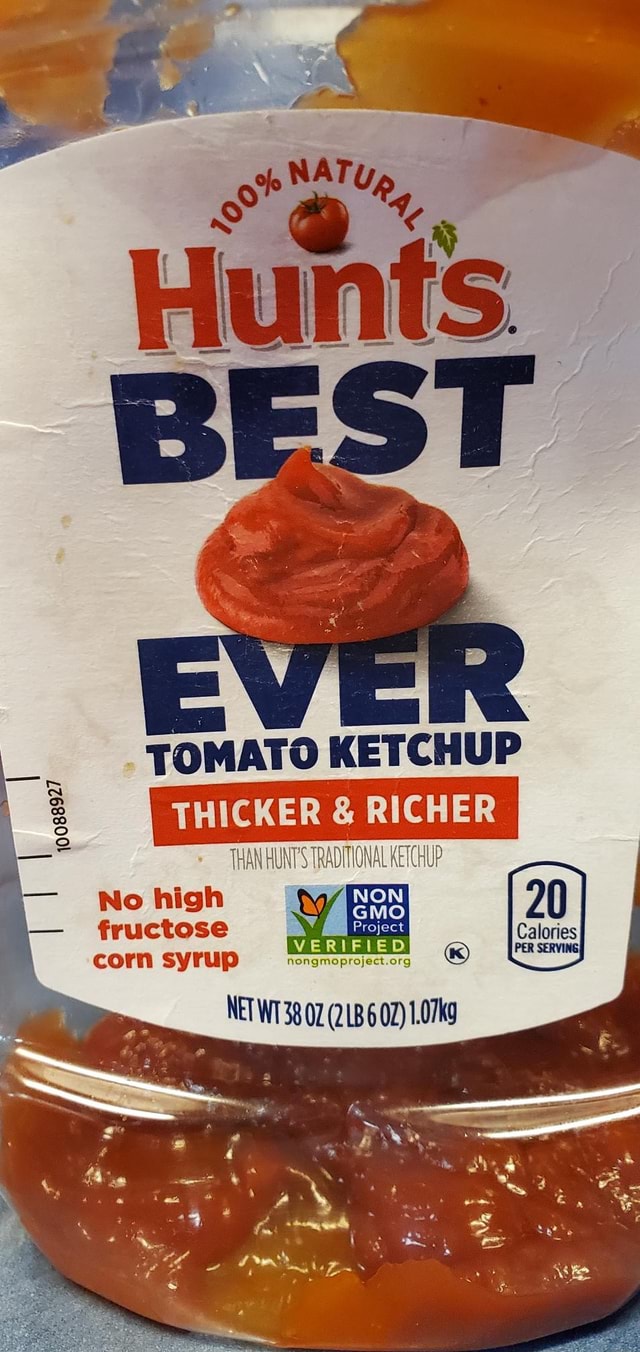 100% NATURAL
Hunt's
BEST
EVER
TOMATO KETCHUP
THICKER & RICHER
THAN HUNT'S TRADITIONAL KETCHUP
10088927
No high
fructose
corn syrup
NON
GMO
Project
VERIFIED
nongmoproject.org
K
20
Calories
PER SERVING
NET WT 38 OZ (2 LB 6 OZ) 1.07kg